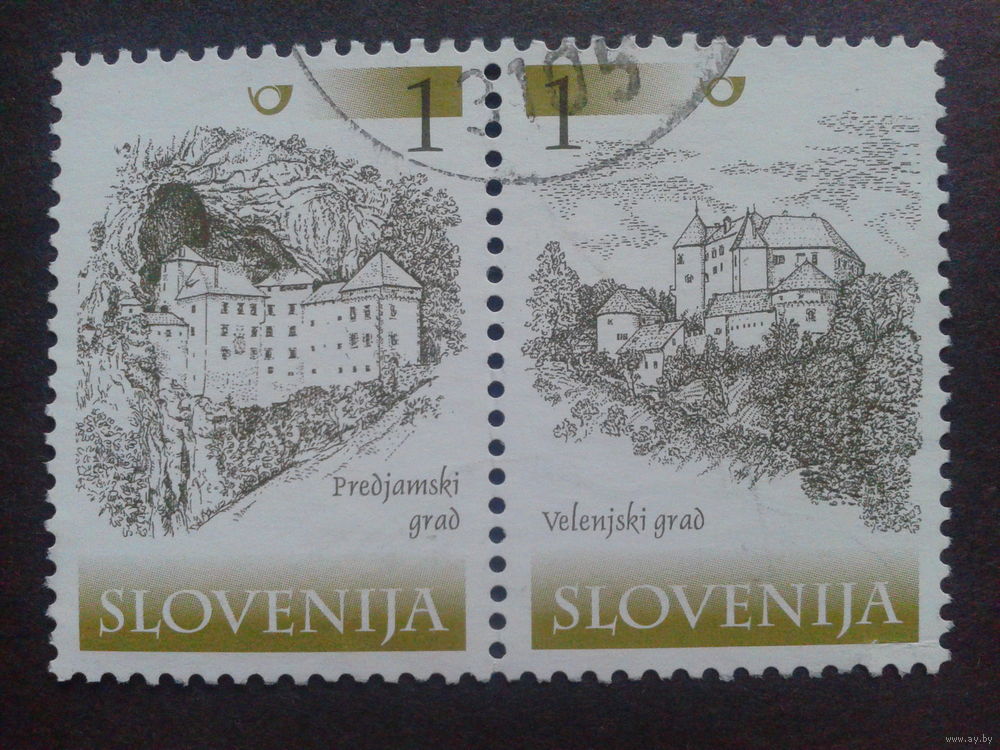 1
1
Predjamski
grad
Velenjski grad
SLOVENIJA
SLOVENIJA
www.ay.by